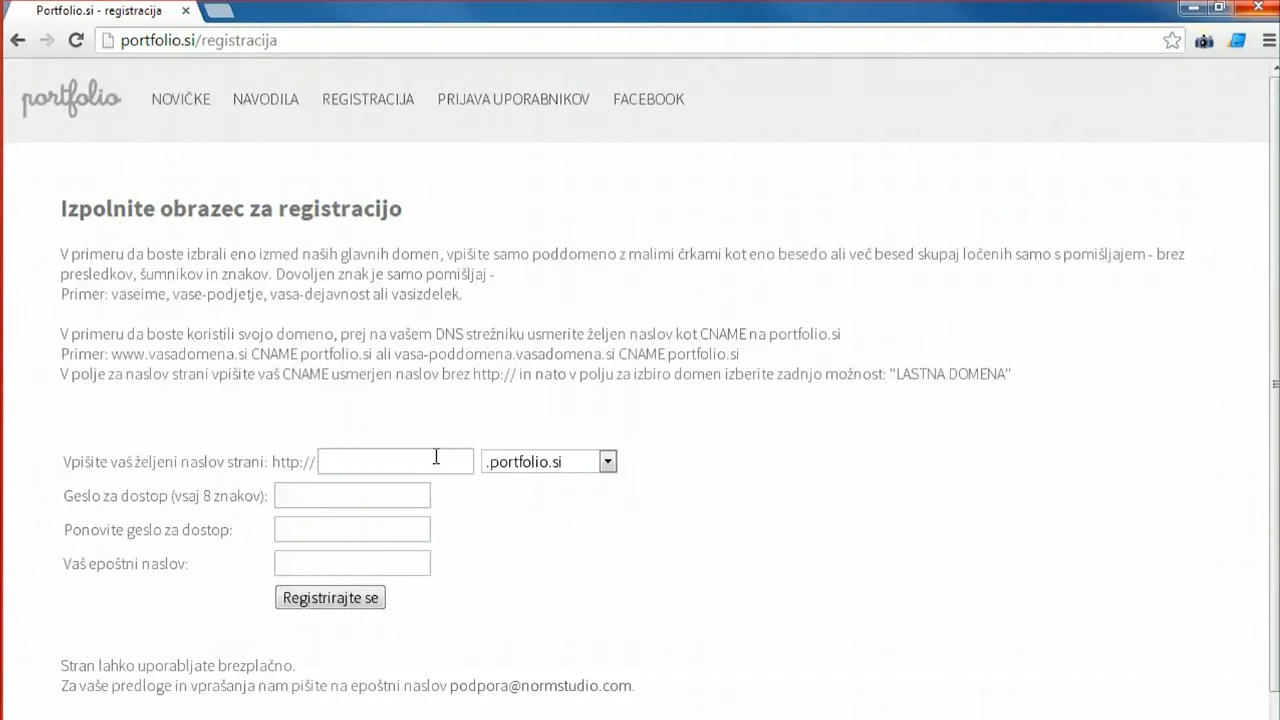 Portfolio.si - registracija
portfolio.si/registracija
portfolio NOVIČKE NAVODILA REGISTRACIJA PRIJAVA UPORABNIKOV FACEBOOK
Izpolnite obrazec za registracijo
V primeru da boste izbrali eno izmed naših glavnih domen, vpišite samo poddomeno z malimi črkami kot eno besedo ali več besed skupaj ločenih samo s pomišljajem - brez
presledkov, šumnikov in znakov. Dovoljen znak je samo pomišljaj -
Primer: vaseime, vase-podjetje, vasa-dejavnost ali vasizdelek.
V primeru da boste koristili svojo domeno, prej na vašem DNS strežniku usmerite željen naslov kot CNAME na portfolio.si
Primer: www.vasadomena.si CNAME portfolio.si ali vasa-poddomena.vasadomena.si CNAME portfolio.si
V polje za naslov strani vpišite vaš CNAME usmerjen naslov brez http:// in nato v polju za izbiro domen izberite zadnjo možnost: "LASTNA DOMENA"
Vpišite vaš željeni naslov strani: http:// .portfolio.si
Geslo za dostop (vsaj 8 znakov):
Ponovite geslo za dostop:
Vaš epoštni naslov:
Registrirajte se
Stran lahko uporabljate brezplačno.
Za vaše predloge in vprašanja nam pišite na epoštni naslov podpora@normstudio.com.